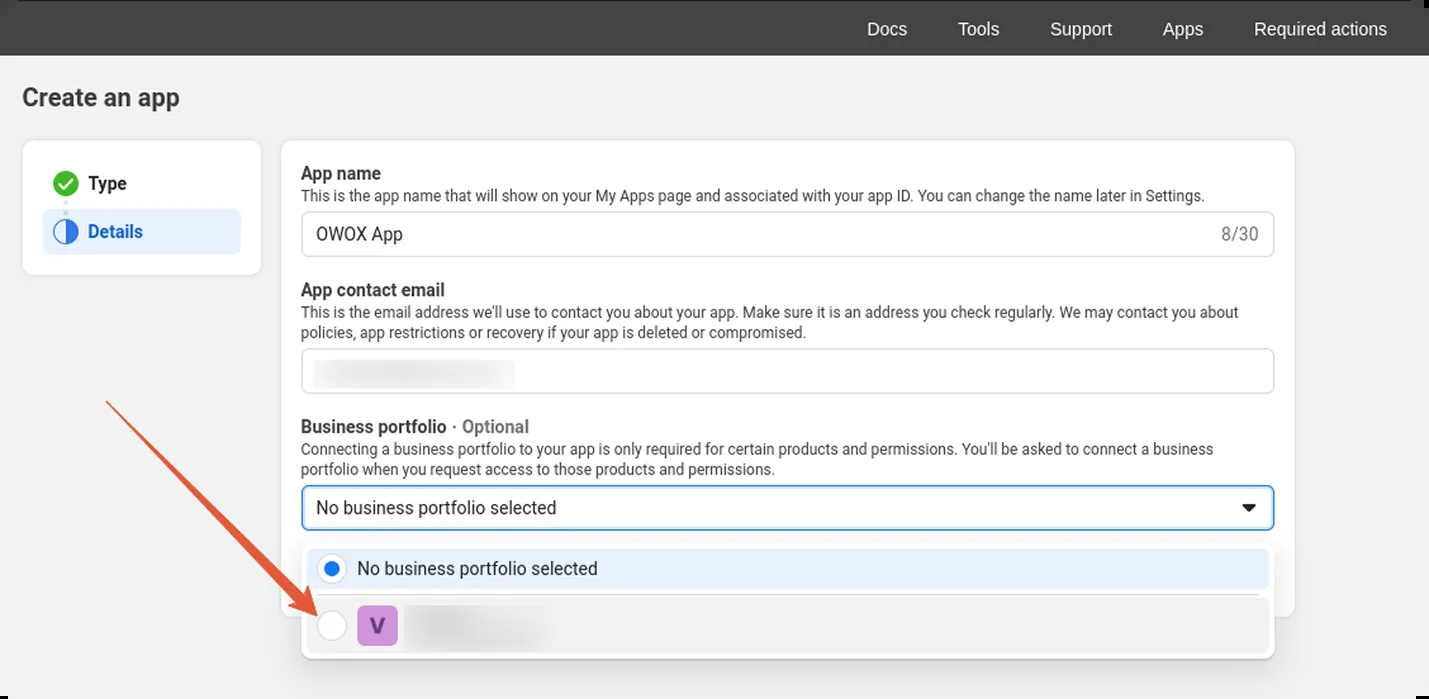 Docs Tools Support Apps Required actions
Create an app
Type
Details
App name
This is the app name that will show on your My Apps page and associated with your app ID. You can change the name later in Settings.
OWOX App 8/30
App contact email
This is the email address we'll use to contact you about your app. Make sure it is an address you check regularly. We may contact you about
policies, app restrictions or recovery if your app is deleted or compromised.
Business portfolio · Optional
Connecting a business portfolio to your app is only required for certain products and permissions. You'll be asked to connect a business
portfolio when you request access to those products and permissions.
No business portfolio selected
No business portfolio selected
V